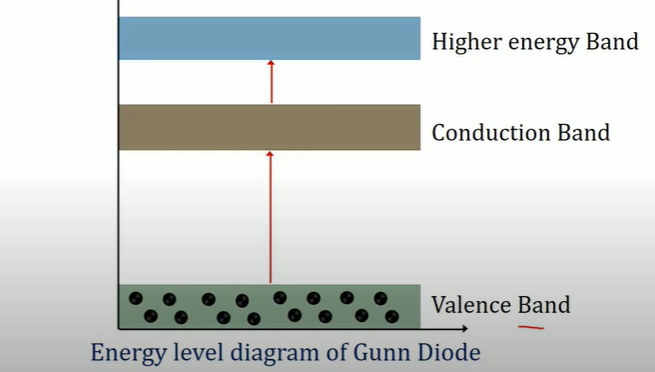 Higher energy Band
Conduction Band
Valence Band
Energy level diagram of Gunn Diode